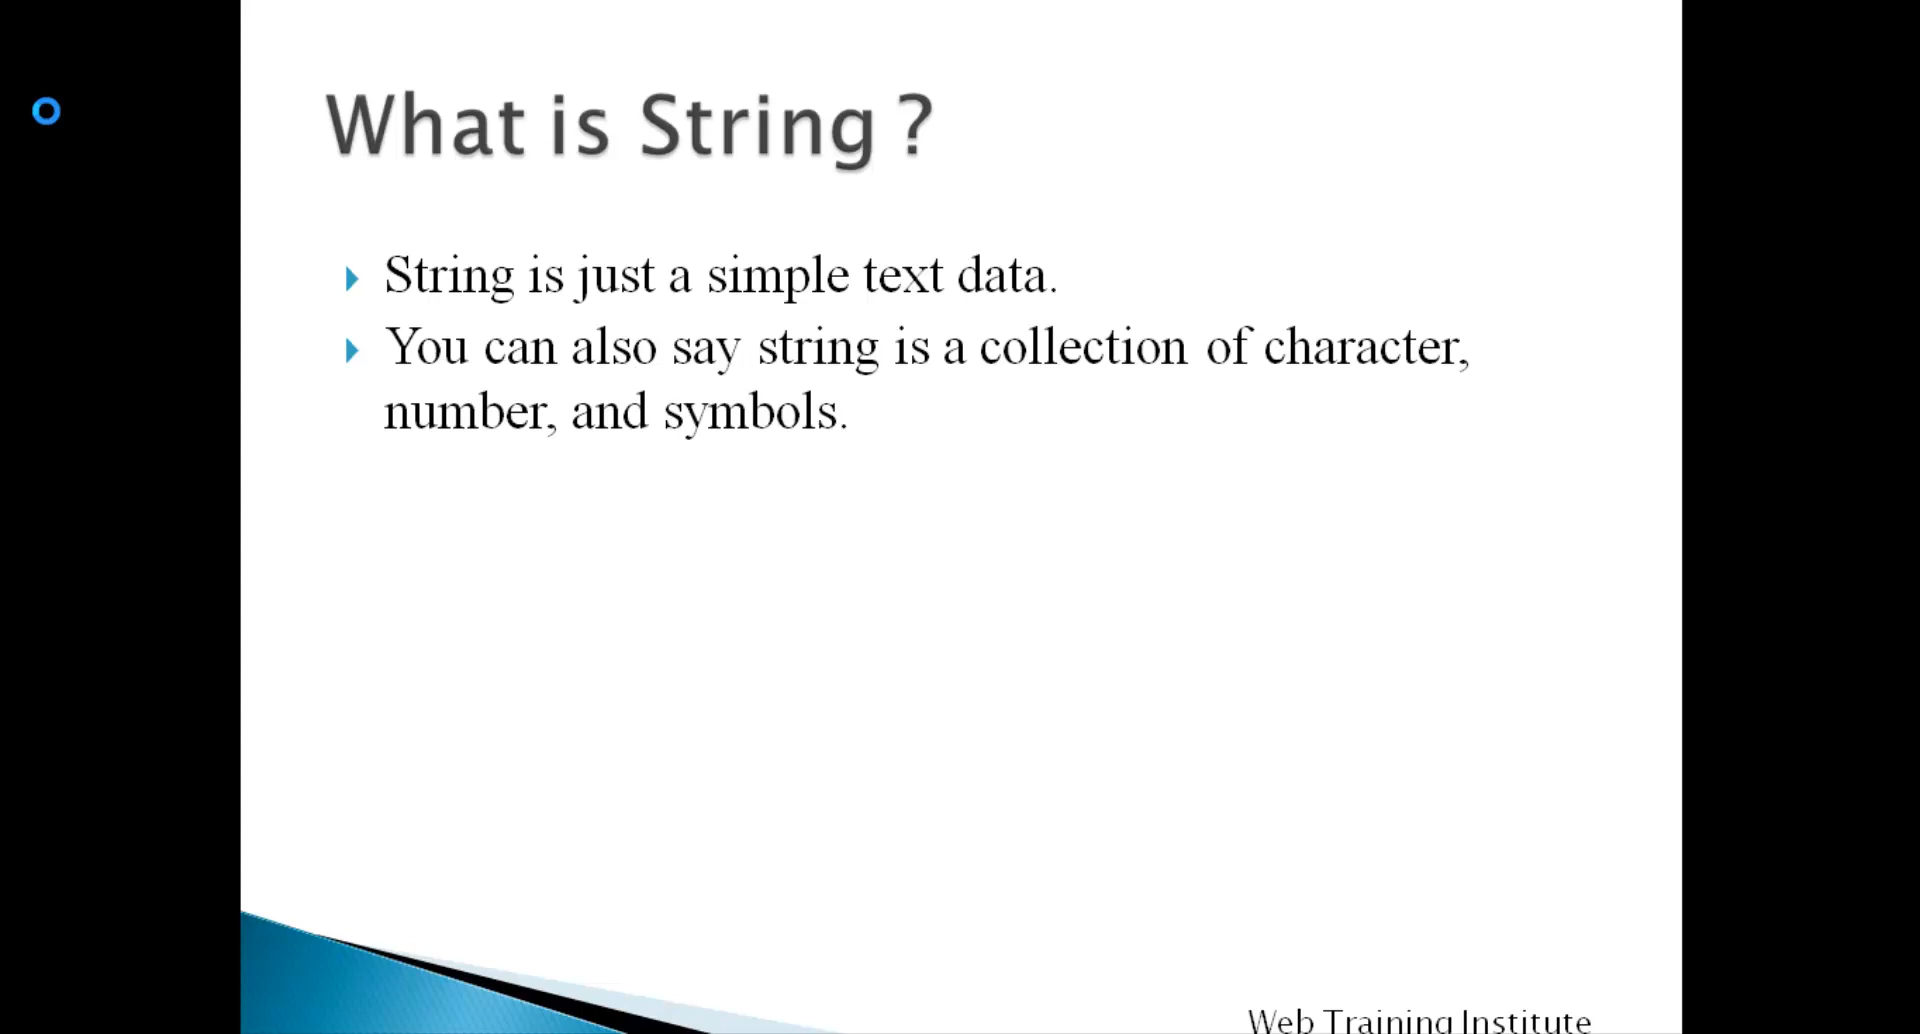 What is String ?
String is just a simple text data.
You can also say string is a collection of character,
number, and symbols.
Web Training Institute